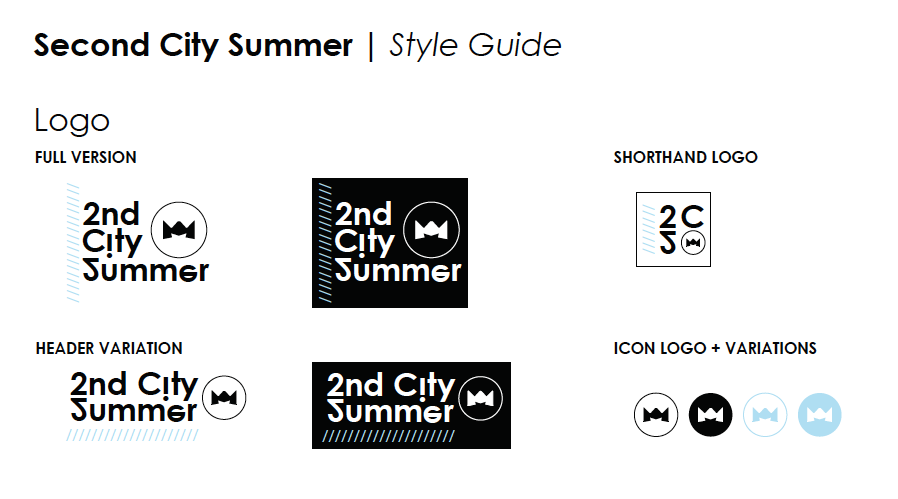 Second City Summer | Style Guide
Logo
FULL VERSION
2nd
City
Summer
2nd
City
Summer
SHORTHAND LOGO
2 C
S
HEADER VARIATION
2nd City
Summer
2nd City
Summer
ICON LOGO + VARIATIONS